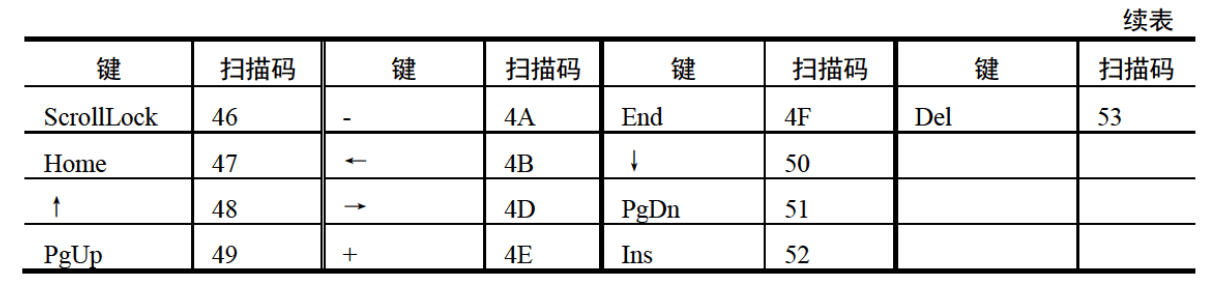 续表
键 扫描码 键 扫描码 键 扫描码 键 扫描码
ScrollLock 46 - 4A End 4F Del 53
Home 47 ← 4B ↓ 50
↑ 48 → 4D PgDn 51
PgUp 49 + 4E Ins 52